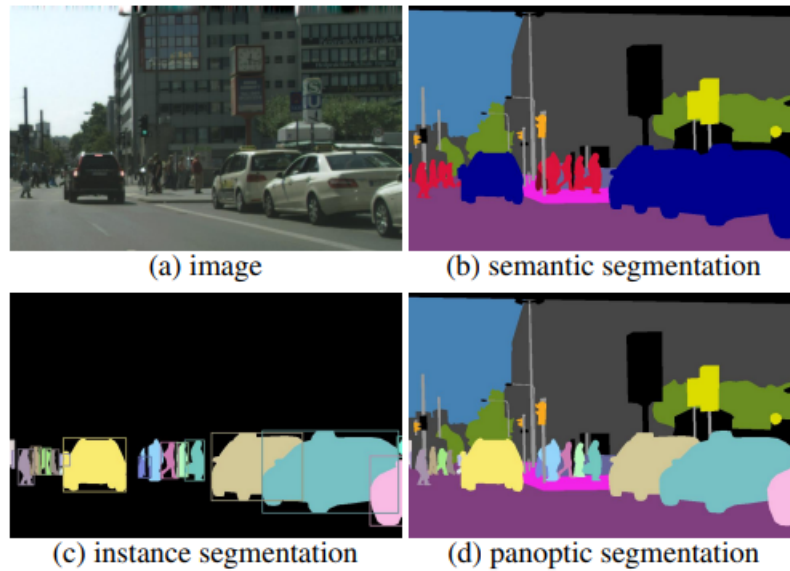 S
U
(a) image
(b) semantic segmentation
(c) instance segmentation
(d) panoptic segmentation